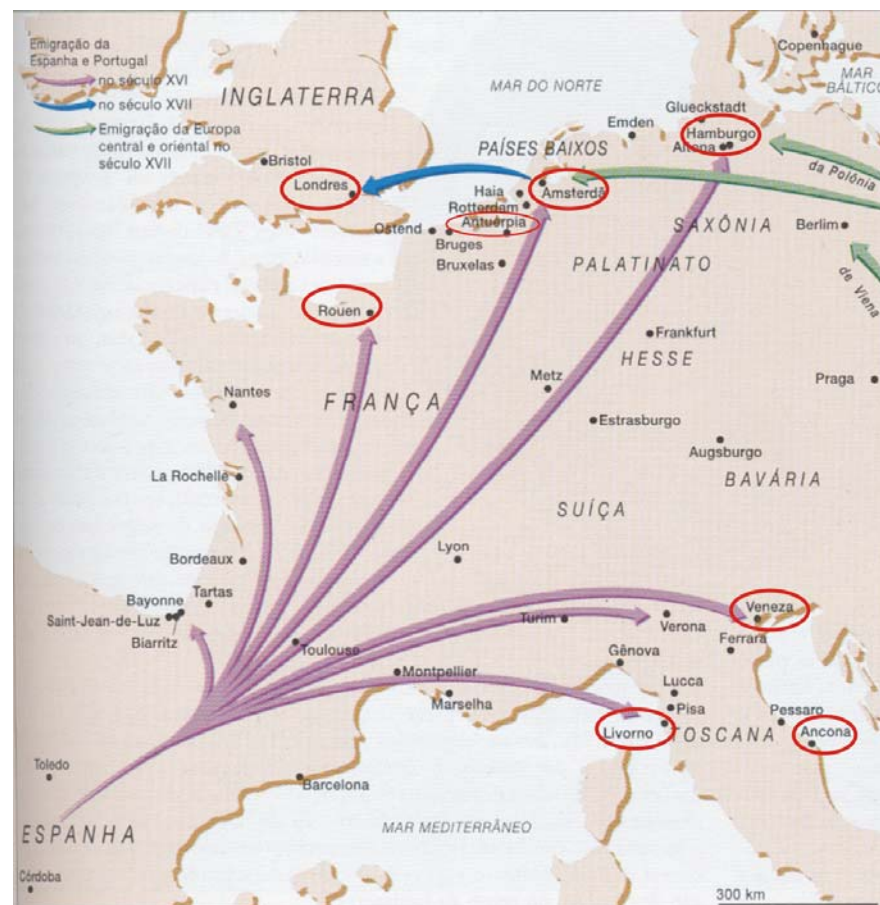 Emigração da
Espanha e Portugal
no século XVI
no século XVII
Emigração da Europa
central e oriental no
século XVII
Copenhague
MAR
BÁLTICO
MAR DO NORTE
INGLATERRA
Glueckstadt
Emden
Hamburgo
Altona
PAÍSES BAIXOS
Bristol
da Polônia
Londres
Haia
Amsterdã
Rotterdam
Antuérpia
SAXÔNIA
Berlim
Ostend
Bruges
Bruxelas
PALATINATO
de Viena
Rouen
Frankfurt
HESSE
Metz
Praga
Nantes
FRANÇA
Estrasburgo
Augsburgo
La Rochelle
BAVÁRIA
SUÍÇA
Lyon
Bordeaux
Tartas
Bayonne
Saint-Jean-de-Luz
Biarritz
Veneza
Turim
Verona
Ferrara
Toulouse
Gênova
Montpellier
Marselha
Lucca
Pisa
Pessaro
Livorno
TOSCANA
Ancona
Toledo
Barcelona
ESPANHA
MAR MEDITERRÂNEO
Córdoba
300 km